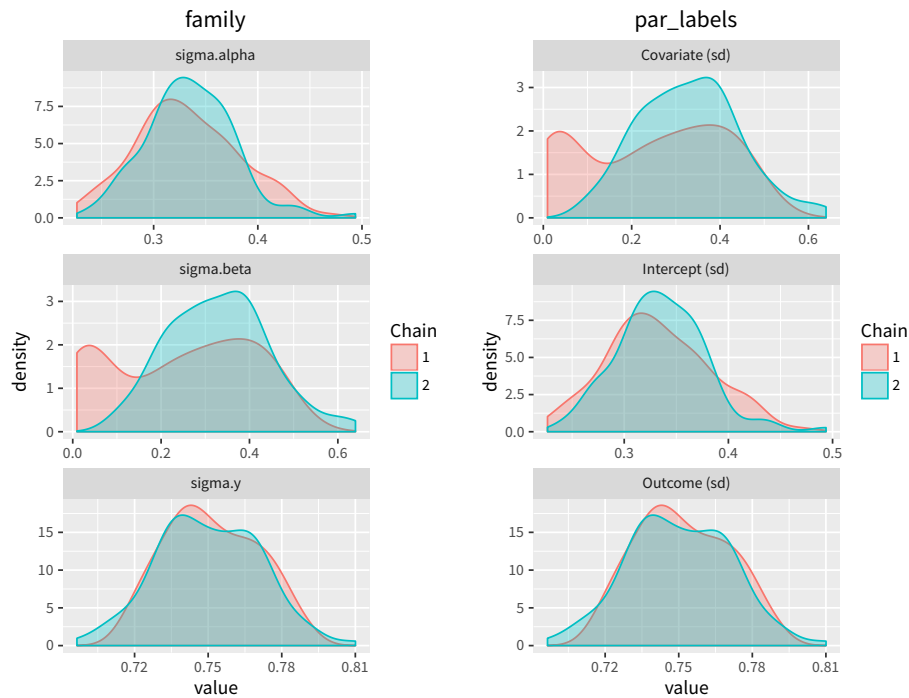 family
sigma.alpha
7.5
5.0
2.5
0.0
0.3 0.4 0.5
sigma.beta
3
2
1
0
0.0 0.2 0.4 0.6
sigma.y
15
10
5
0
0.72 0.75 0.78 0.81
value
density
Chain
1
2
par_labels
Covariate (sd)
3
2
1
0
0.0 0.2 0.4 0.6
Intercept (sd)
7.5
5.0
2.5
0.0
0.3 0.4 0.5
Outcome (sd)
15
10
5
0
0.72 0.75 0.78 0.81
value
density
Chain
1
2